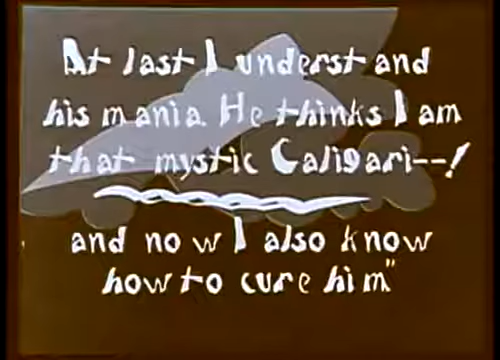 At last I understand
his mania. He thinks I am
that mystic Caligari--!
and now I also know
how to cure him"